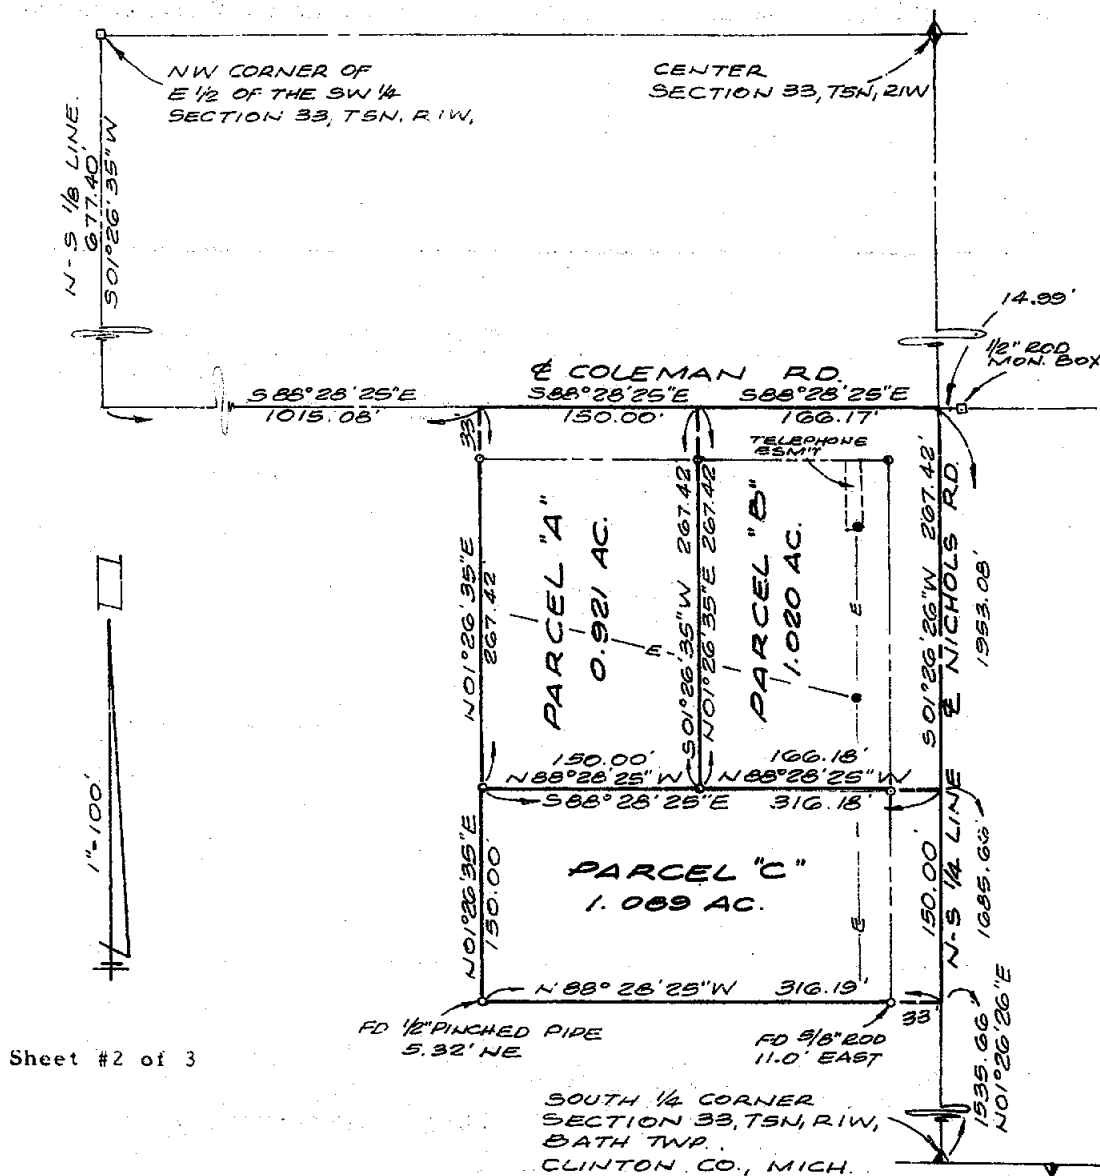 NW CORNER OF
E 1/2 OF THE SW 1/4
SECTION 33, T5N, R1W,
CENTER
SECTION 33, T5N, R1W
N-S 1/8 LINE.
677.40'
S01°26'35"W
14.99'
1/2" ROD
MON. BOX
℄ COLEMAN RD.
S88°28'25"E
1015.08'
S88°28'25"E
150.00'
S88°28'25"E
166.17'
33'
TELEPHONE
ESM'T
N01°26'35"E
267.42'
PARCEL "A"
0.921 AC.
S01°26'35"W 267.42
N01°26'35"E 267.42
PARCEL "B"
1.020 AC.
E
E
E
S01°26'26"W 267.42'
℄ NICHOLS RD.
1953.08'
150.00'
N88°28'25"W
166.18'
N88°28'25"W
S88°28'25"E
316.18'
N01°26'35"E
150.00'
PARCEL "C"
1.089 AC.
150.00'
N-S 1/4 LINE
1685.66'
N88°28'25"W
316.19'
33'
1"=100'
FD 1/2" PINCHED PIPE
5.32' NE
FD 5/8" ROD
11.0' EAST
1535.66'
N01°26'26"E
Sheet #2 of 3
SOUTH 1/4 CORNER
SECTION 33, T5N, R1W,
BATH TWP.
CLINTON CO., MICH.